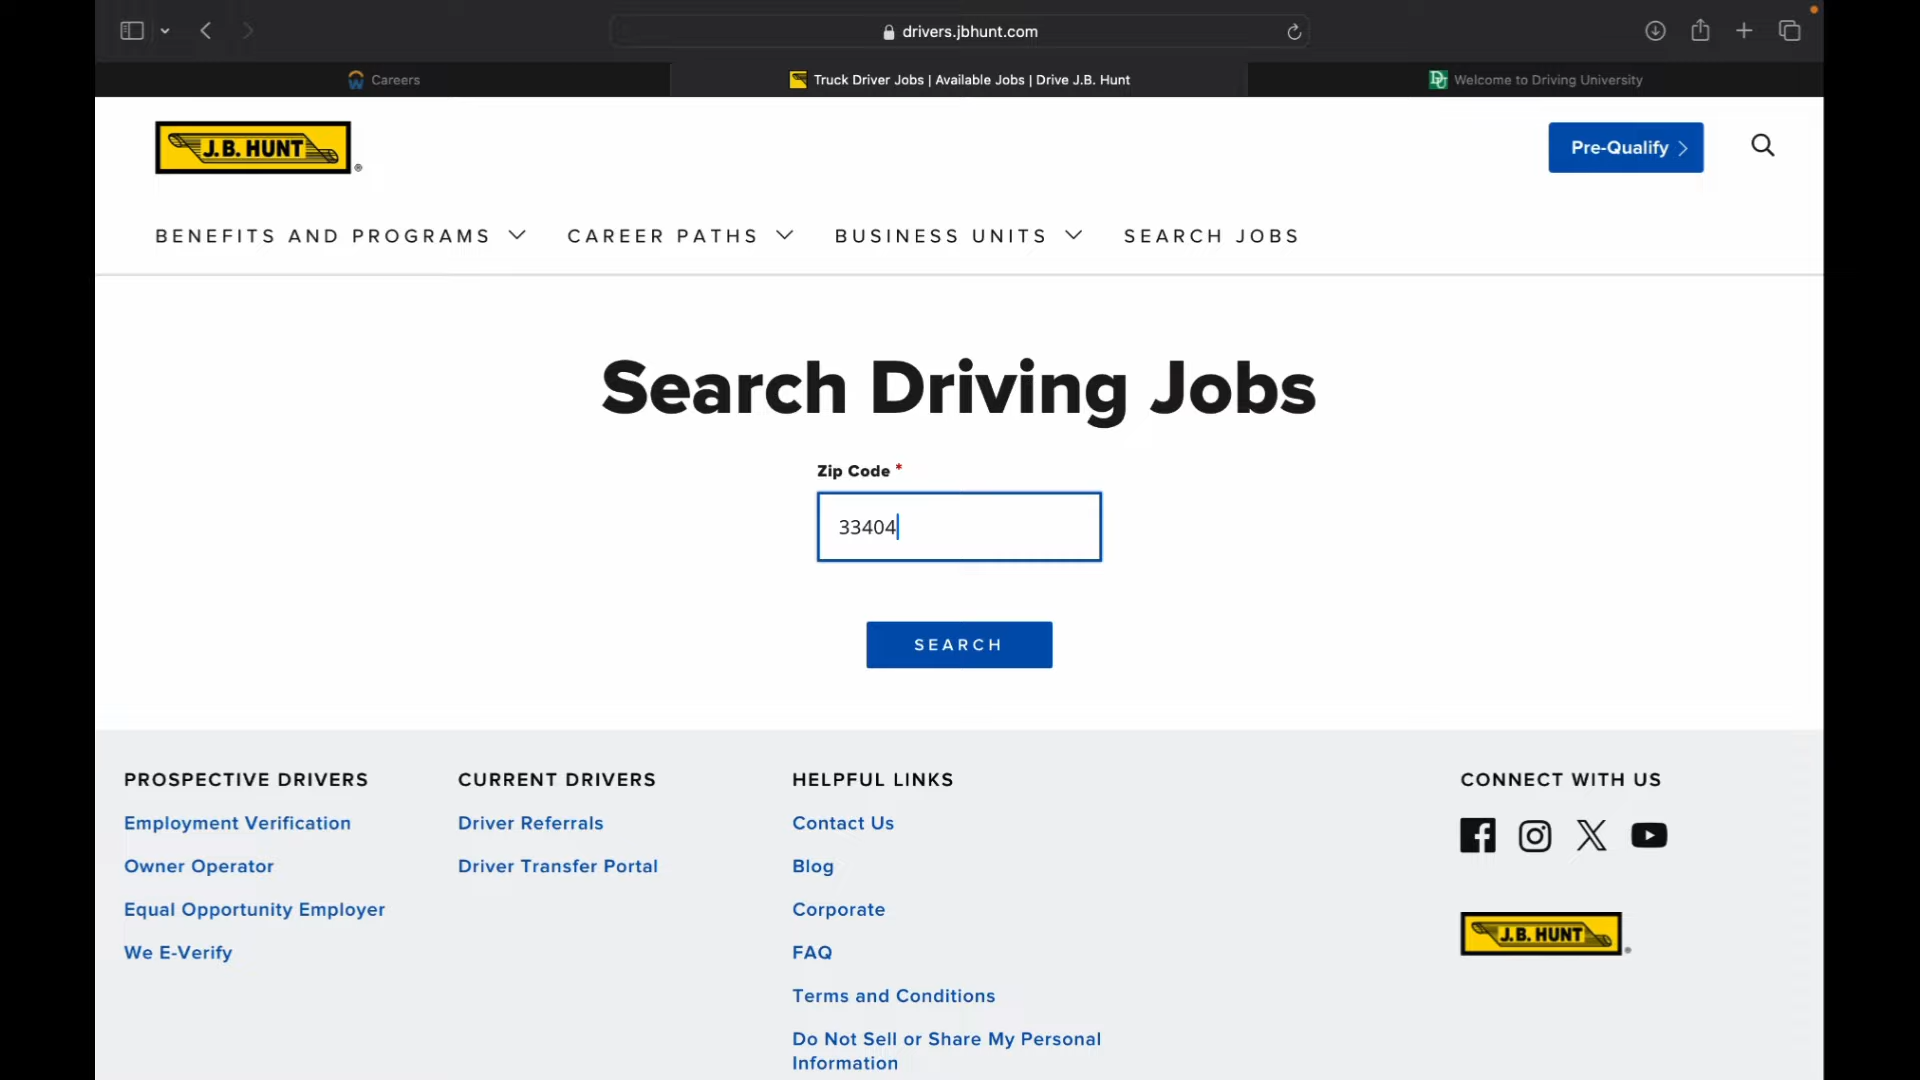 drivers.jbhunt.com
Careers
Truck Driver Jobs | Available Jobs | Drive J.B. Hunt
Welcome to Driving University
J.B. HUNT ®
Pre-Qualify
BENEFITS AND PROGRAMS
CAREER PATHS
BUSINESS UNITS
SEARCH JOBS
Search Driving Jobs
Zip Code *
33404
SEARCH
PROSPECTIVE DRIVERS
Employment Verification
Owner Operator
Equal Opportunity Employer
We E-Verify
CURRENT DRIVERS
Driver Referrals
Driver Transfer Portal
HELPFUL LINKS
Contact Us
Blog
Corporate
FAQ
Terms and Conditions
Do Not Sell or Share My Personal
Information
CONNECT WITH US
J.B. HUNT ®